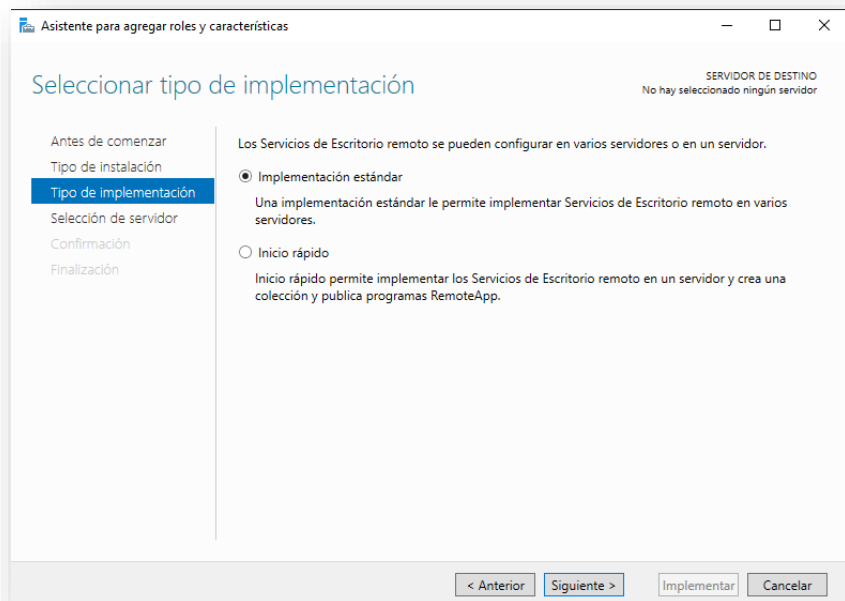 Asistente para agregar roles y características
Seleccionar tipo de implementación
SERVIDOR DE DESTINO
No hay seleccionado ningún servidor
Antes de comenzar
Tipo de instalación
Tipo de implementación
Selección de servidor
Confirmación
Finalización
Los Servicios de Escritorio remoto se pueden configurar en varios servidores o en un servidor.
Implementación estándar
Una implementación estándar le permite implementar Servicios de Escritorio remoto en varios
servidores.
Inicio rápido
Inicio rápido permite implementar los Servicios de Escritorio remoto en un servidor y crea una
colección y publica programas RemoteApp.
< Anterior
Siguiente >
Implementar
Cancelar